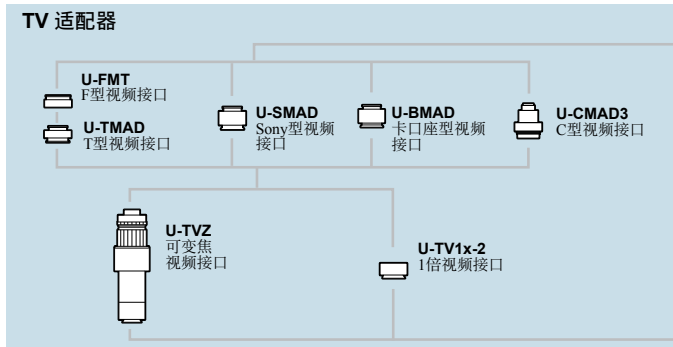 TV 适配器
U-FMT
F型视频接口
U-TMAD
T型视频接口
U-SMAD
Sony型视频
接口
U-BMAD
卡口座型视频
接口
U-CMAD3
C型视频接口
U-TVZ
可变焦
视频接口
U-TV1x-2
1倍视频接口